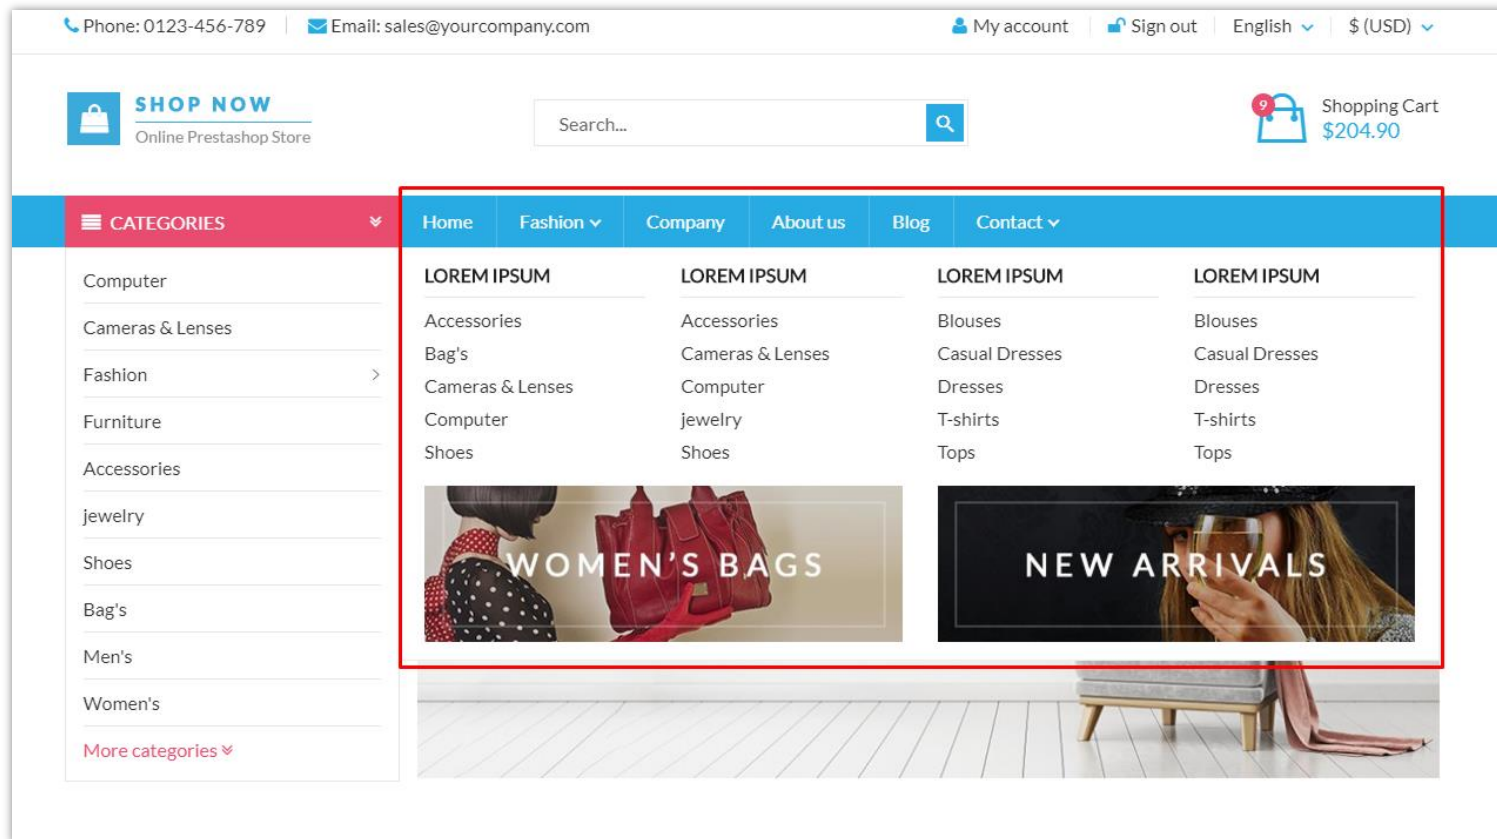 Phone: 0123-456-789
Email: sales@yourcompany.com
My account
Sign out
English
$ (USD)
SHOP NOW
Online Prestashop Store
Search...
9
Shopping Cart
$204.90
CATEGORIES
Home
Fashion
Company
About us
Blog
Contact
Computer
Cameras & Lenses
Fashion
Furniture
Accessories
jewelry
Shoes
Bag's
Men's
Women's
More categories
LOREM IPSUM
Accessories
Bag's
Cameras & Lenses
Computer
Shoes
LOREM IPSUM
Accessories
Cameras & Lenses
Computer
jewelry
Shoes
LOREM IPSUM
Blouses
Casual Dresses
Dresses
T-shirts
Tops
LOREM IPSUM
Blouses
Casual Dresses
Dresses
T-shirts
Tops
WOMEN'S BAGS
NEW ARRIVALS